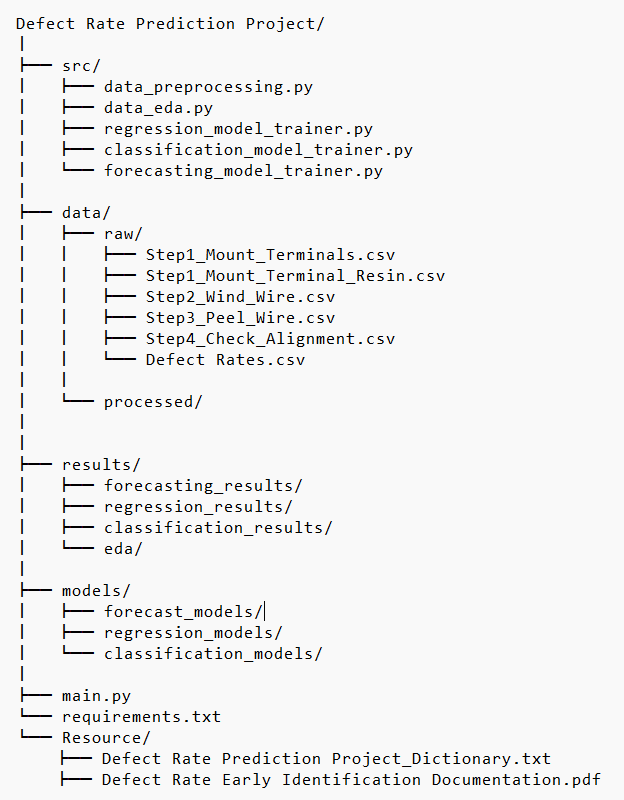 Defect Rate Prediction Project/
│
├── src/
│   ├── data_preprocessing.py
│   ├── data_eda.py
│   ├── regression_model_trainer.py
│   ├── classification_model_trainer.py
│   └── forecasting_model_trainer.py
│
├── data/
│   ├── raw/
│   │   ├── Step1_Mount_Terminals.csv
│   │   ├── Step1_Mount_Terminal_Resin.csv
│   │   ├── Step2_Wind_Wire.csv
│   │   ├── Step3_Peel_Wire.csv
│   │   ├── Step4_Check_Alignment.csv
│   │   └── Defect Rates.csv
│   │
│   └── processed/
│
│
├── results/
│   ├── forecasting_results/
│   ├── regression_results/
│   ├── classification_results/
│   └── eda/
│
├── models/
│   ├── forecast_models/
│   ├── regression_models/
│   └── classification_models/
│
├── main.py
└── requirements.txt
└── Resource/
    ├── Defect Rate Prediction Project_Dictionary.txt
    ├── Defect Rate Early Identification Documentation.pdf